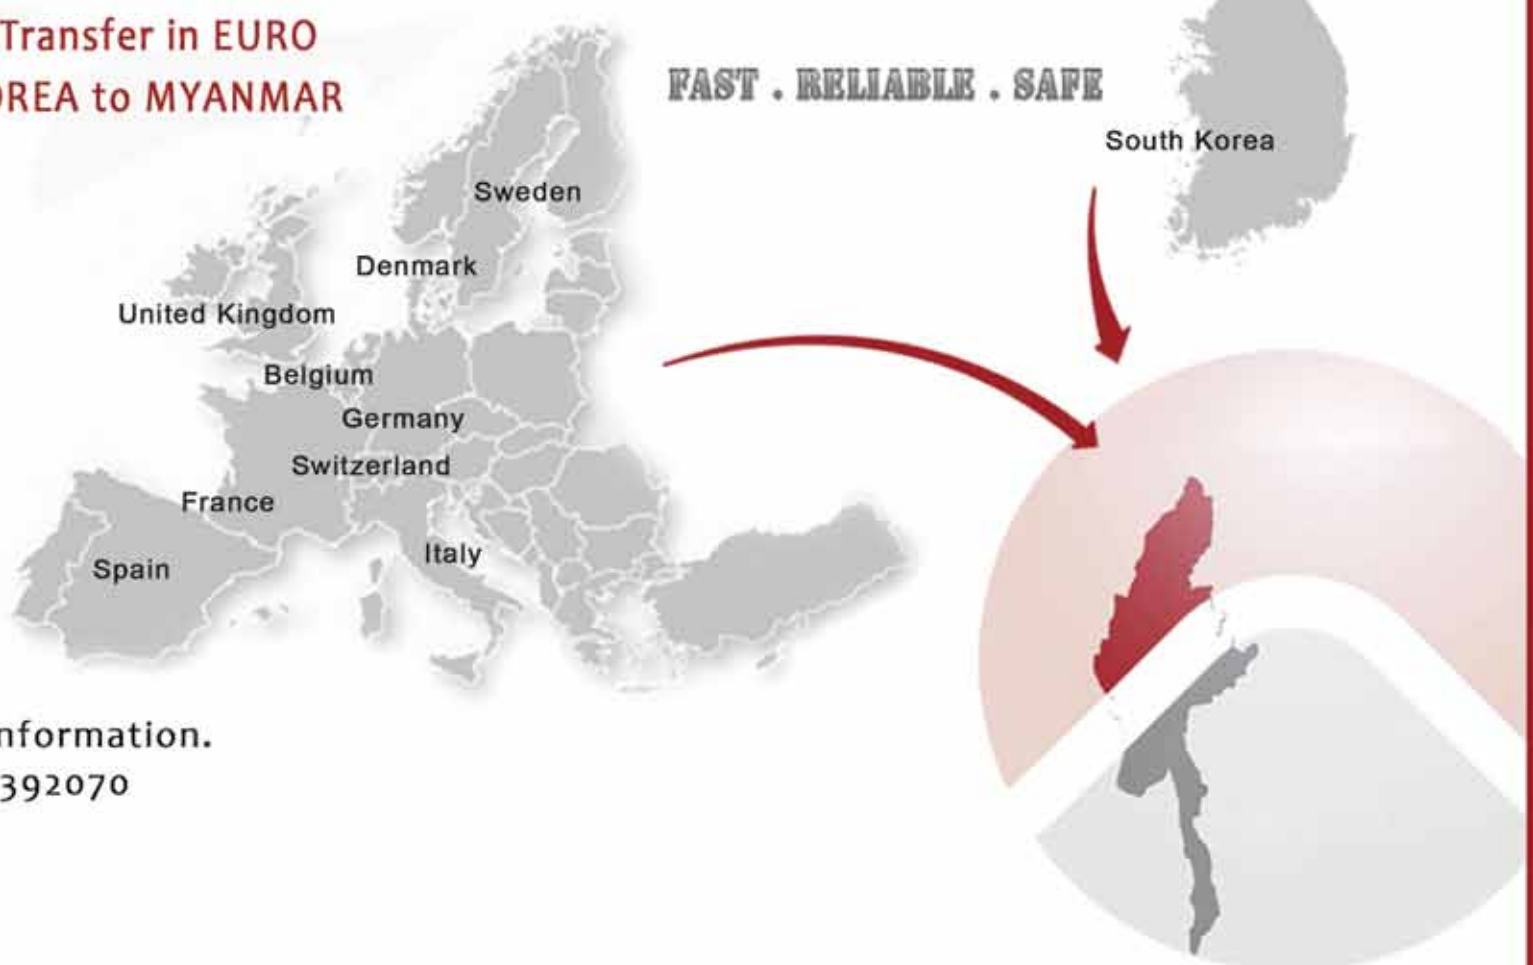 Transfer in EURO
OREA to MYANMAR
FAST . RELIABLE . SAFE
South Korea
Sweden
Denmark
United Kingdom
Belgium
Germany
Switzerland
France
Italy
Spain
nformation.
392070